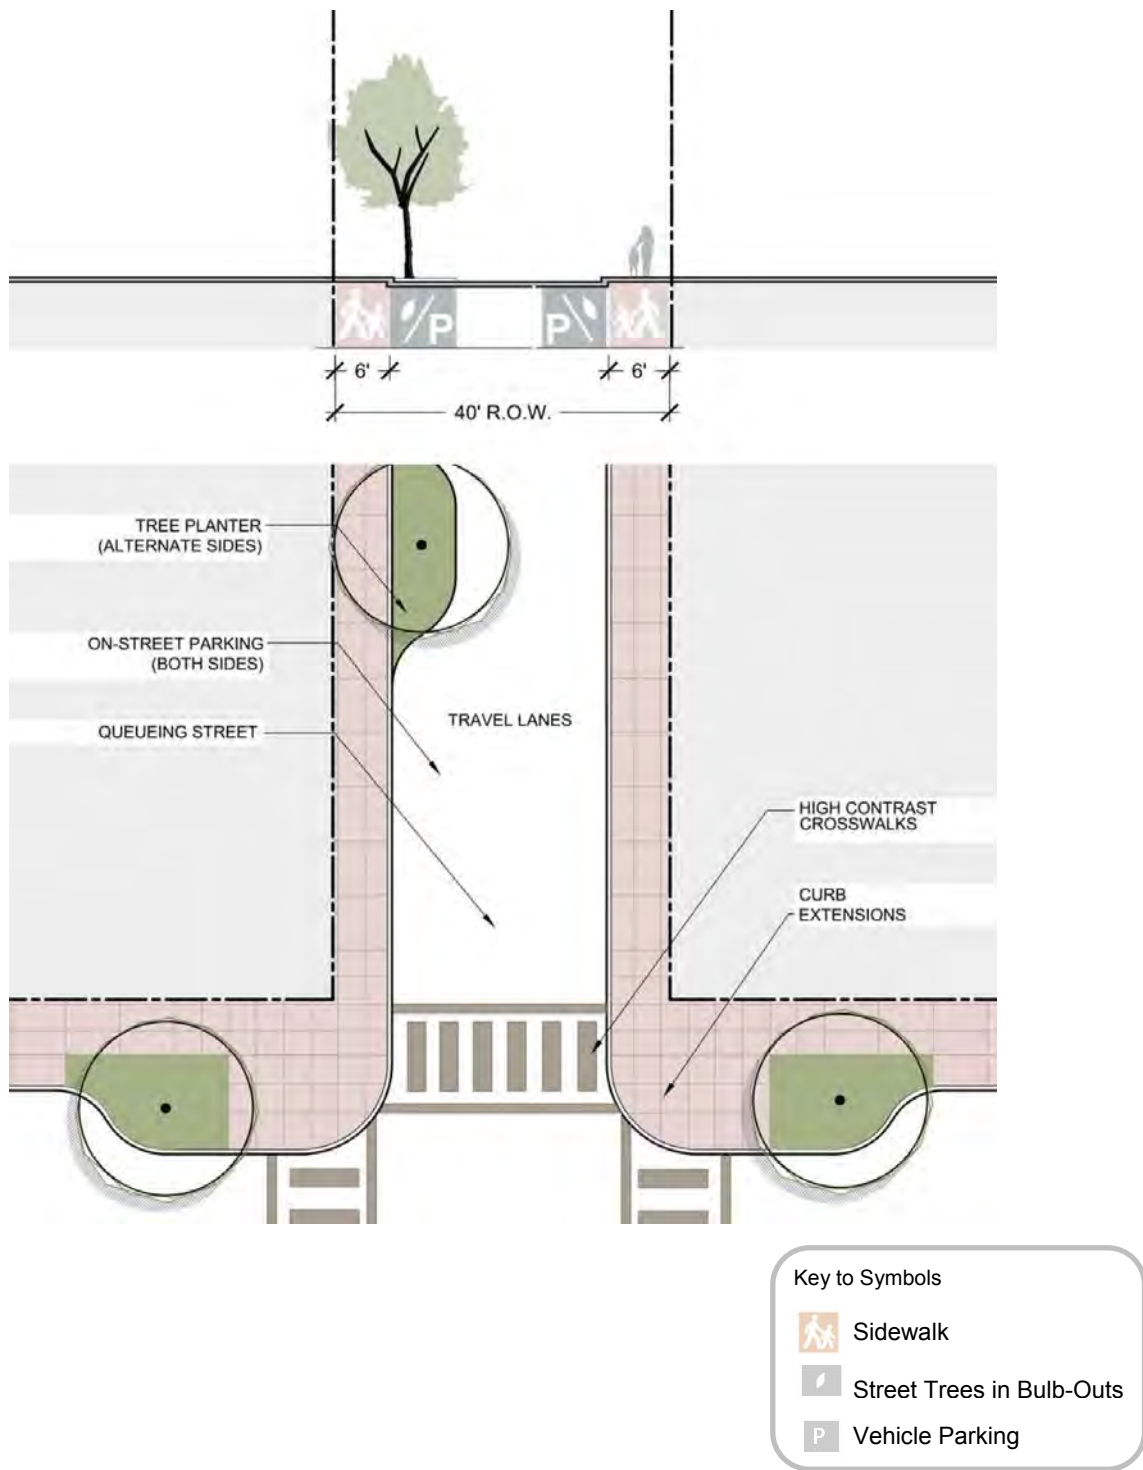 P
P
6'
6'
40' R.O.W.
TREE PLANTER
(ALTERNATE SIDES)
ON-STREET PARKING
(BOTH SIDES)
QUEUEING STREET
TRAVEL LANES
HIGH CONTRAST
CROSSWALKS
CURB
EXTENSIONS
Key to Symbols
Sidewalk
Street Trees in Bulb-Outs
P
Vehicle Parking